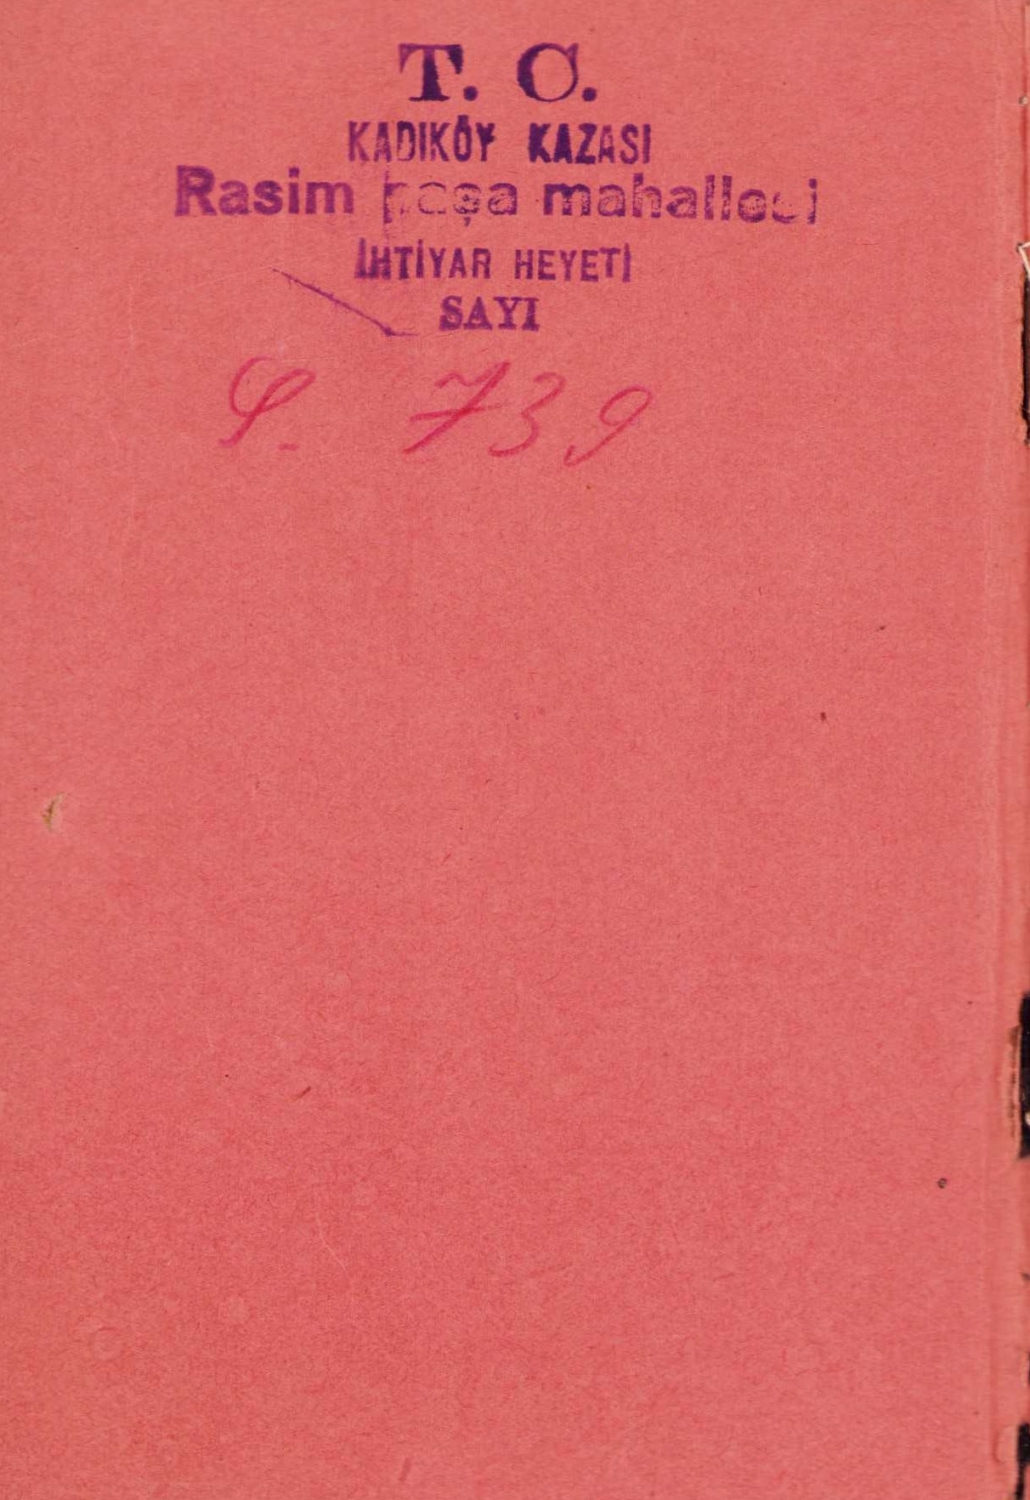 T. C.
KADIKÖY KAZASI
Rasim paşa mahallesi
İHTİYAR HEYETİ
SAYI
739